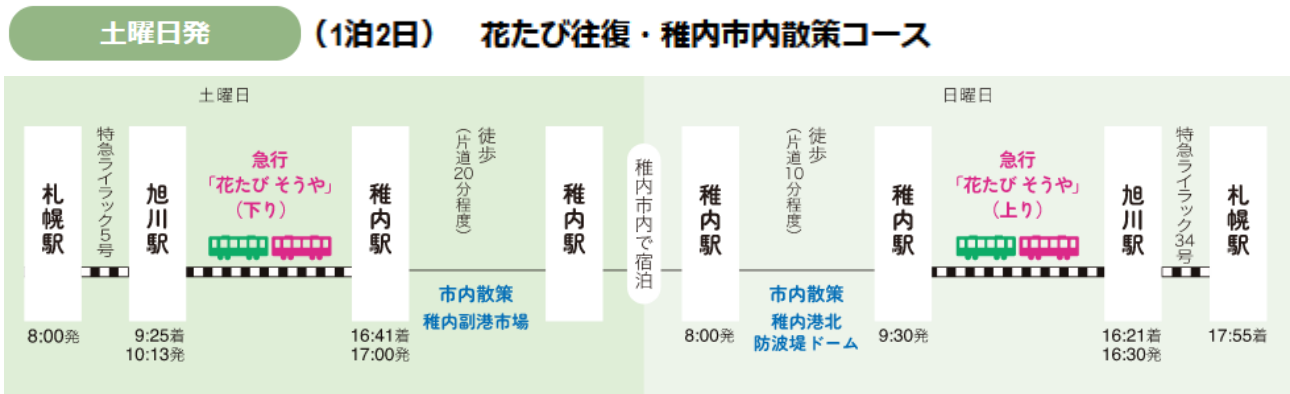 土曜日発
（1泊2日）　花たび往復・稚内市内散策コース
土曜日
札幌駅
8:00発
特急ライラック5号
旭川駅
9:25着
10:13発
急行
「花たび そうや」
（下り）
稚内駅
16:41着
17:00発
徒歩
（片道20分程度）
市内散策
稚内副港市場
稚内駅
稚内市内で宿泊
日曜日
稚内駅
8:00発
徒歩
（片道10分程度）
市内散策
稚内港北
防波堤ドーム
稚内駅
9:30発
急行
「花たび そうや」
（上り）
旭川駅
16:21着
16:30発
特急ライラック34号
札幌駅
17:55着